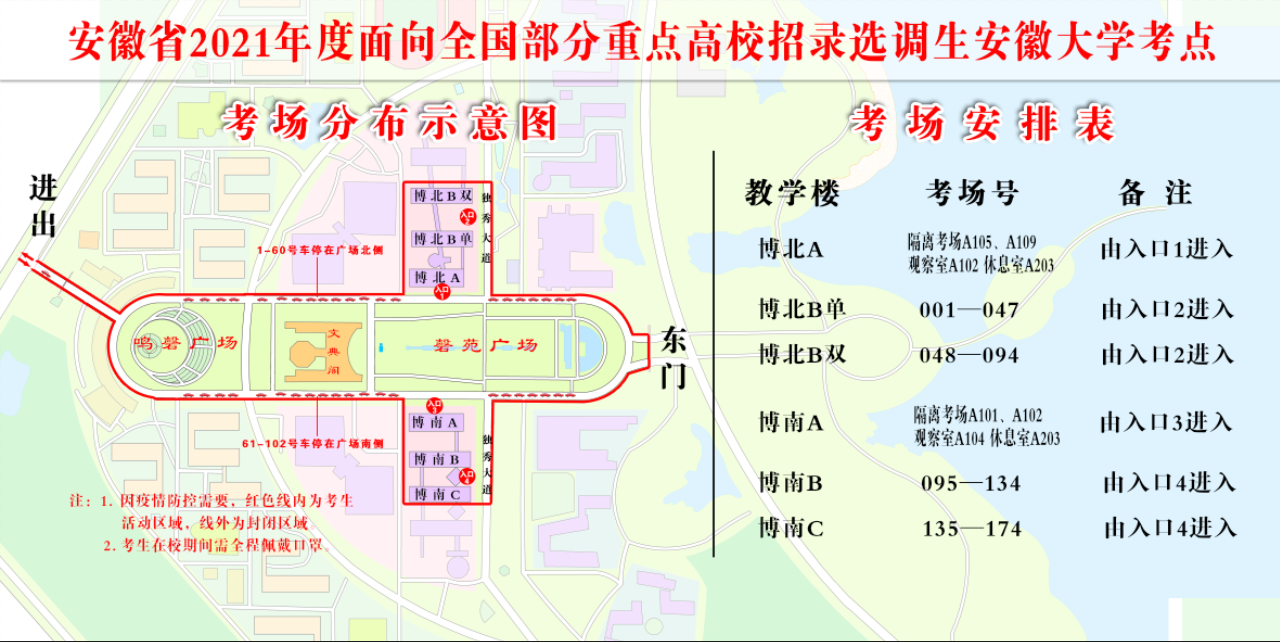 安徽省2021年度面向全国部分重点高校招录选调生安徽大学考点
考场分布示意图
进出
博北B双
入口2
博北B单
博北A
入口1
独秀大道
1-60号车停在广场北侧
鸣磬广场
文典阁
磬苑广场
东门
入口3
博南A
博南B
入口4
博南C
独秀大道
61-102号车停在广场南侧
注：1. 因疫情防控需要，红色线内为考生
活动区域，线外为封闭区域。
2. 考生在校期间需全程佩戴口罩。
考场安排表
教学楼 考场号 备注
博北A 隔离考场A105、A109 由入口1进入
观察室A102 休息室A203
博北B单 001—047 由入口2进入
博北B双 048—094 由入口2进入
博南A 隔离考场A101、A102 由入口3进入
观察室A104 休息室A203
博南B 095—134 由入口4进入
博南C 135—174 由入口4进入